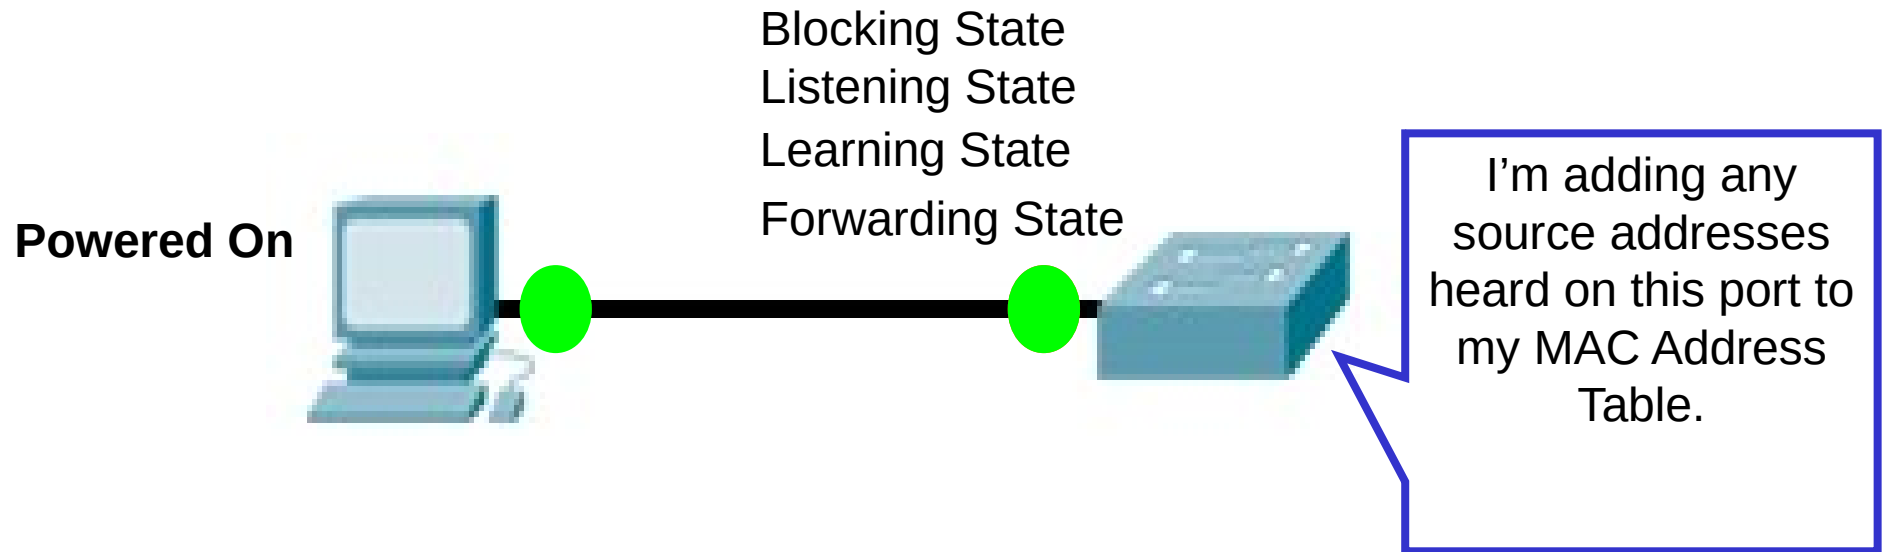 Blocking State
Listening State
Learning State
Forwarding State
Powered On
I’m adding any
source addresses
heard on this port to
my MAC Address
Table.